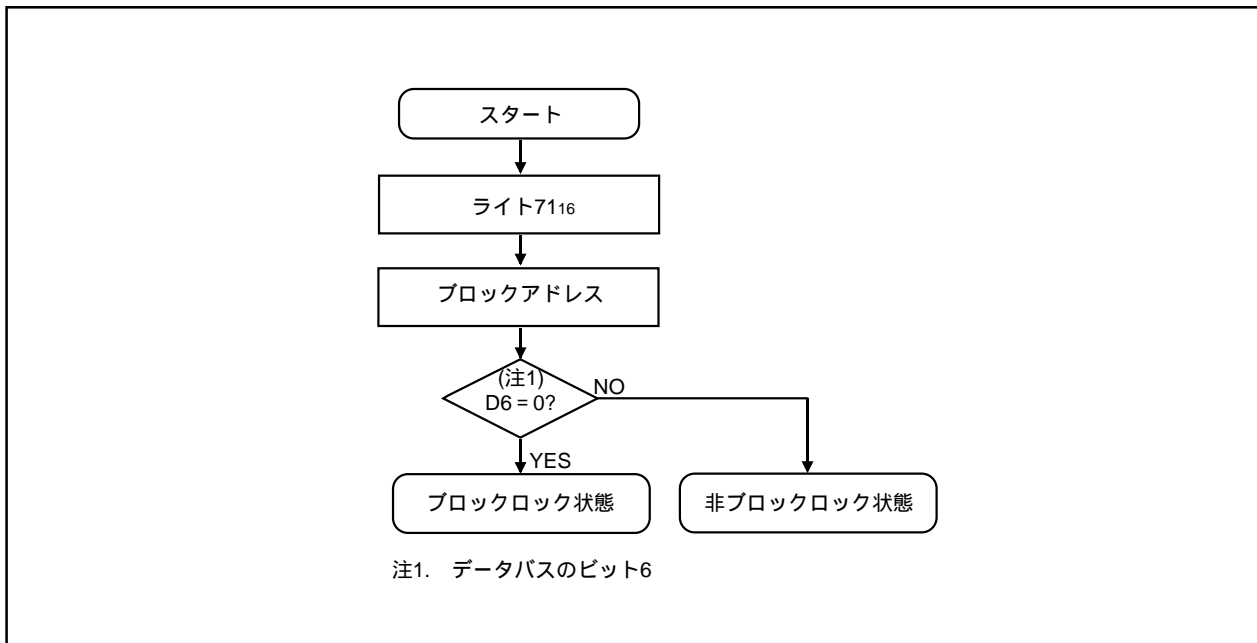 スタート
ライト7116
ブロックアドレス
(注1)
D6 = 0?
NO
YES
ブロックロック状態
非ブロックロック状態
注1. データバスのビット6